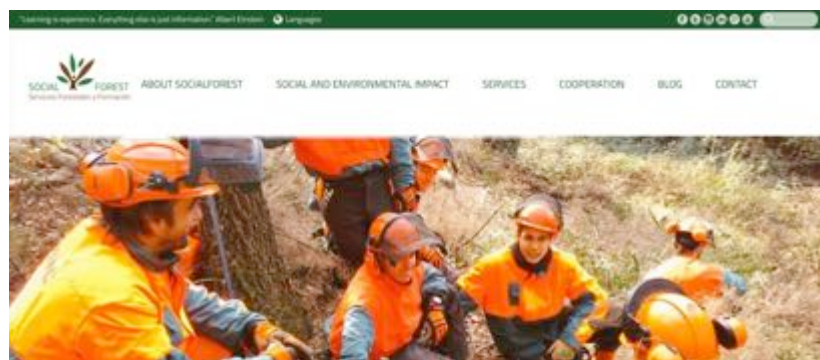 "Learning is experience. Everything else is just information." Albert Einstein Languages
SOCIAL FOREST
Servicios Forestales y Formación
ABOUT SOCIALFOREST SOCIAL AND ENVIRONMENTAL IMPACT SERVICES COOPERATION BLOG CONTACT